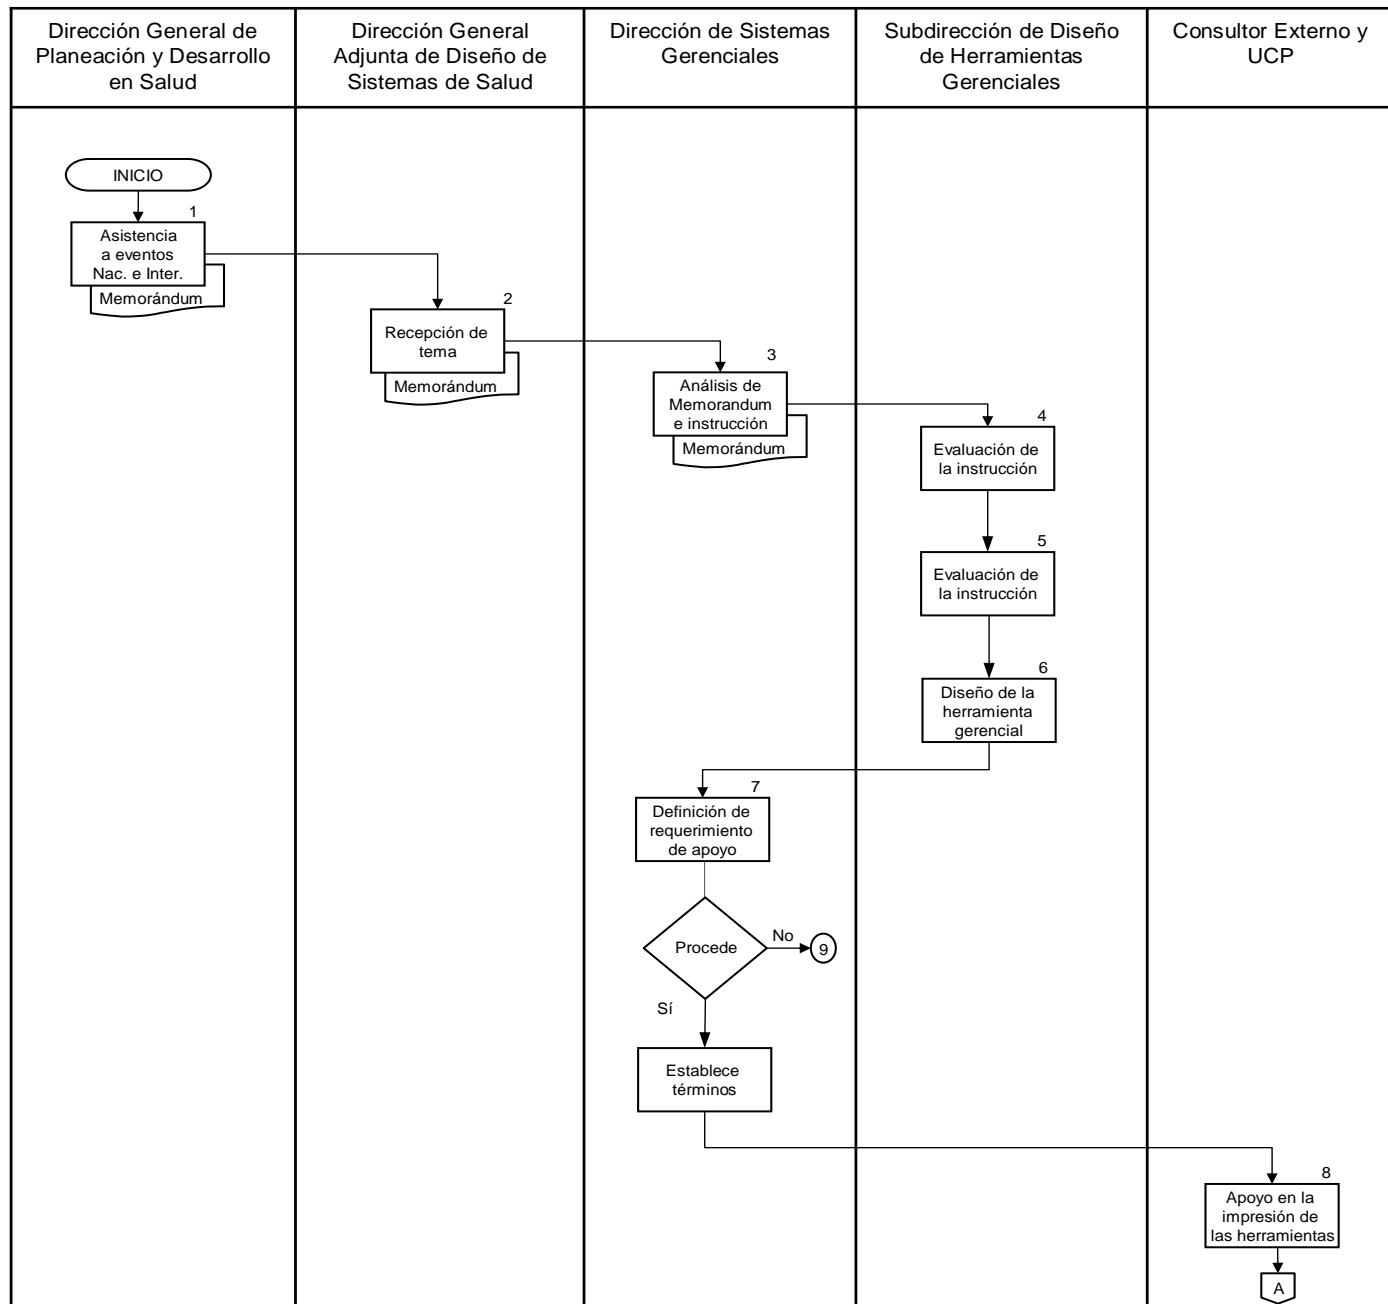 Dirección General de
Planeación y Desarrollo
en Salud
Dirección General
Adjunta de Diseño de
Sistemas de Salud
Dirección de Sistemas
Gerenciales
Subdirección de Diseño
de Herramientas
Gerenciales
Consultor Externo y
UCP
INICIO
1
Asistencia
a eventos
Nac. e Inter.
Memorándum
2
Recepción de
tema
Memorándum
3
Análisis de
Memorandum
e instrucción
Memorándum
4
Evaluación de
la instrucción
5
Evaluación de
la instrucción
6
Diseño de la
herramienta
gerencial
7
Definición de
requerimiento
de apoyo
Procede
No
9
Sí
Establece
términos
8
Apoyo en la
impresión de
las herramientas
A